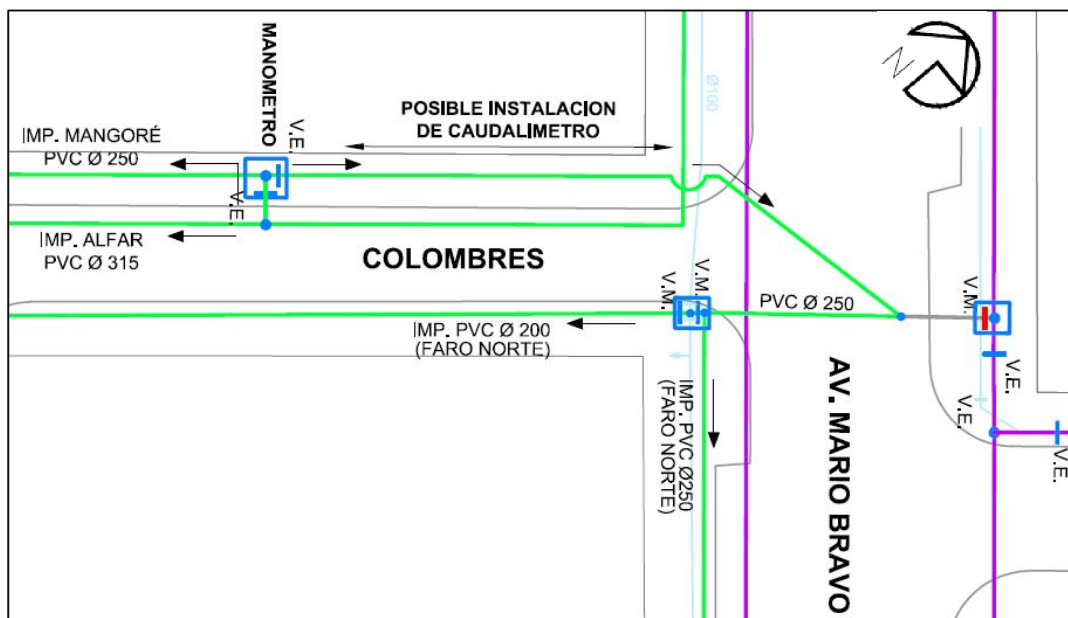 MANOMETRO
V.E.
POSIBLE INSTALACION
DE CAUDALIMETRO
Ø100
N
IMP. MANGORÉ
PVC Ø 250
V.E.
IMP. ALFAR
PVC Ø 315
COLOMBRES
V.M.
V.M.
PVC Ø 250
V.M.
IMP. PVC Ø 200
(FARO NORTE)
IMP. PVC Ø250
(FARO NORTE)
AV. MARIO BRAVO
V.E.
V.E.
V.E.